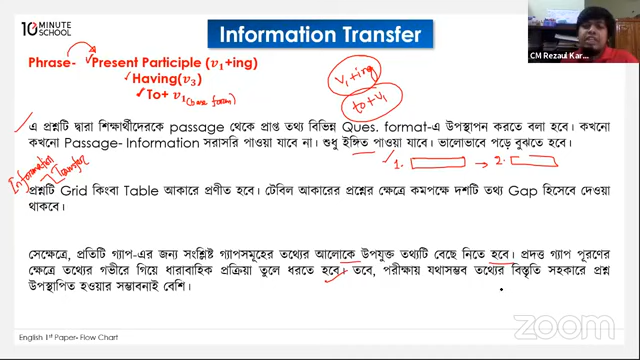 10 MINUTE SCHOOL
Information Transfer
CM Rezaul Kar...
Phrase- Present Participle (v₁+ing)
Having(v₃)
To+ v₁ (base form)
v₁+ing
to+v₁
এ প্রশ্নটি দ্বারা শিক্ষার্থীদেরকে passage থেকে প্রাপ্ত তথ্য বিভিন্ন Ques. format-এ উপস্থাপন করতে বলা হবে। কখনো
কখনো Passage-Information সরাসরি পাওয়া যাবে না। শুধু ইঙ্গিত পাওয়া যাবে। ভালোভাবে পড়ে বুঝতে হবে।
1. → 2.
Information Transfer
প্রশ্নটি Grid কিংবা Table আকারে প্রণীত হবে। টেবিল আকারের প্রশ্নের ক্ষেত্রে কমপক্ষে দশটি তথ্য Gap হিসেবে দেওয়া
থাকবে।
সেক্ষেত্রে, প্রতিটি গ্যাপ-এর জন্য সংশ্লিষ্ট গ্যাপসমূহের তথ্যের আলোকে উপযুক্ত তথ্যটি বেছে নিতে হবে। প্রদত্ত গ্যাপ পূরণের
ক্ষেত্রে তথ্যের গভীরে গিয়ে ধারাবাহিক প্রক্রিয়া তুলে ধরতে হবে। তবে, পরীক্ষায় যথাসম্ভব তথ্যের বিস্তৃতি সহকারে প্রশ্ন
উপস্থাপিত হওয়ার সম্ভাবনাই বেশি।
English 1st Paper- Flow Chart
zoom